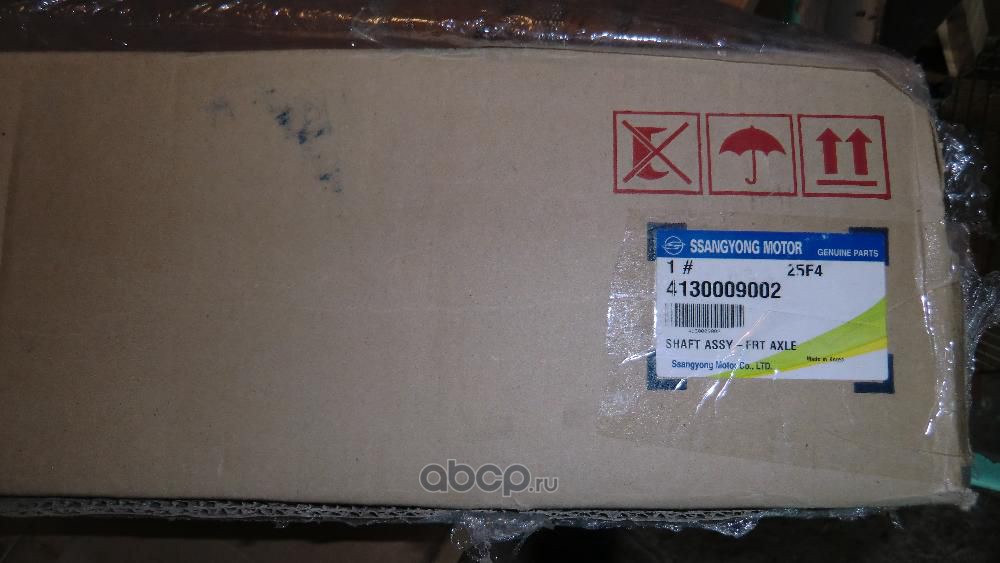 SSANGYONG MOTOR GENUINE PARTS
1 # 25F4
4130009002
4130009002
SHAFT ASSY - FRT AXLE
Made in Korea
Ssangyong Motor Co., LTD.
abcp.ru